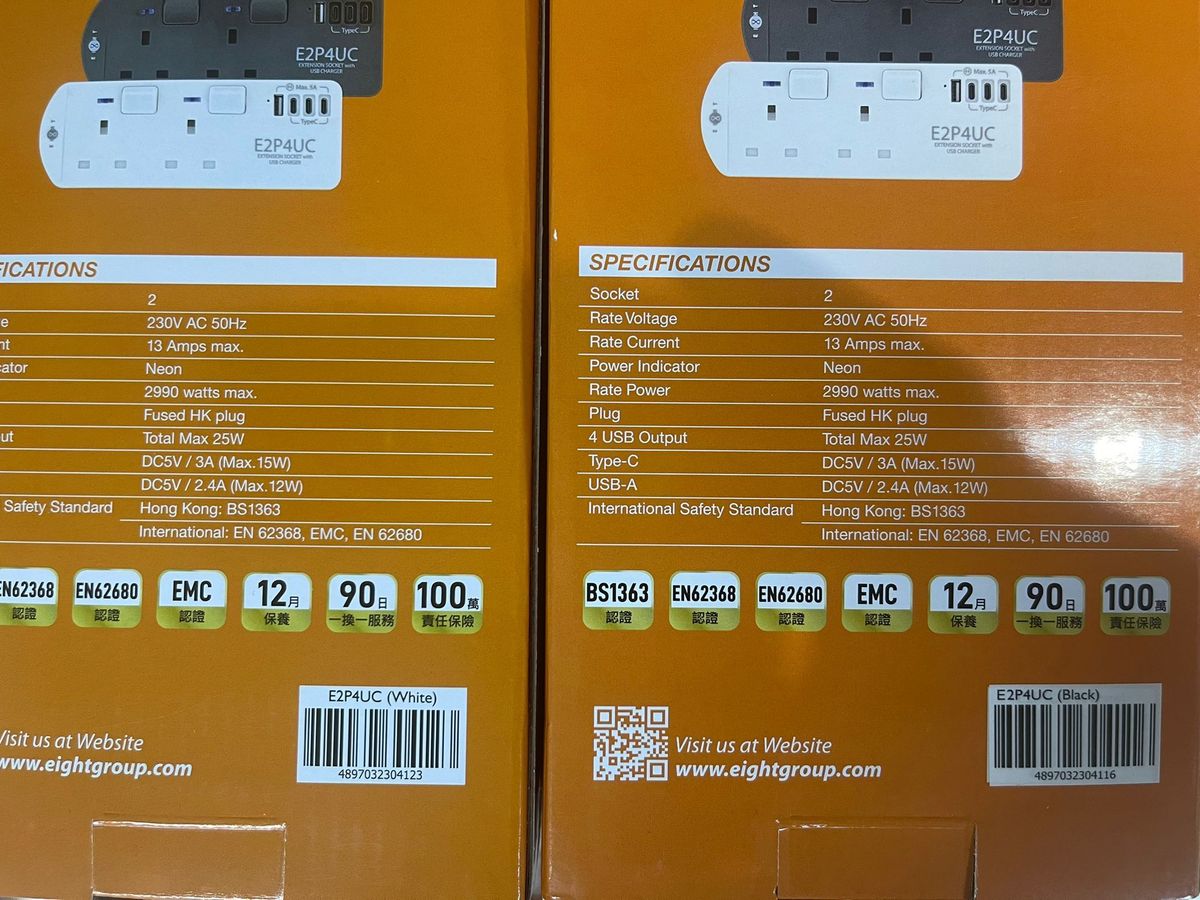 TypeC
E2P4UC
EXTENSION SOCKET with
USB CHARGER
Max. 5A
TypeC
E2P4UC
EXTENSION SOCKET with
USB CHARGER
FICATIONS
2
e 230V AC 50Hz
nt 13 Amps max.
ator Neon
2990 watts max.
Fused HK plug
ut Total Max 25W
DC5V / 3A (Max.15W)
DC5V / 2.4A (Max.12W)
Safety Standard Hong Kong: BS1363
International: EN 62368, EMC, EN 62680
EN62368 認證
EN62680 認證
EMC 認證
12月 保養
90日 一換一服務
100萬 責任保險
E2P4UC (White)
4897032304123
Visit us at Website
www.eightgroup.com
TypeC
E2P4UC
EXTENSION SOCKET with
USB CHARGER
Max. 5A
TypeC
E2P4UC
EXTENSION SOCKET with
USB CHARGER
SPECIFICATIONS
Socket 2
Rate Voltage 230V AC 50Hz
Rate Current 13 Amps max.
Power Indicator Neon
Rate Power 2990 watts max.
Plug Fused HK plug
4 USB Output Total Max 25W
Type-C DC5V / 3A (Max.15W)
USB-A DC5V / 2.4A (Max.12W)
International Safety Standard Hong Kong: BS1363
International: EN 62368, EMC, EN 62680
BS1363 認證
EN62368 認證
EN62680 認證
EMC 認證
12月 保養
90日 一換一服務
100萬 責任保險
E2P4UC (Black)
4897032304116
Visit us at Website
www.eightgroup.com